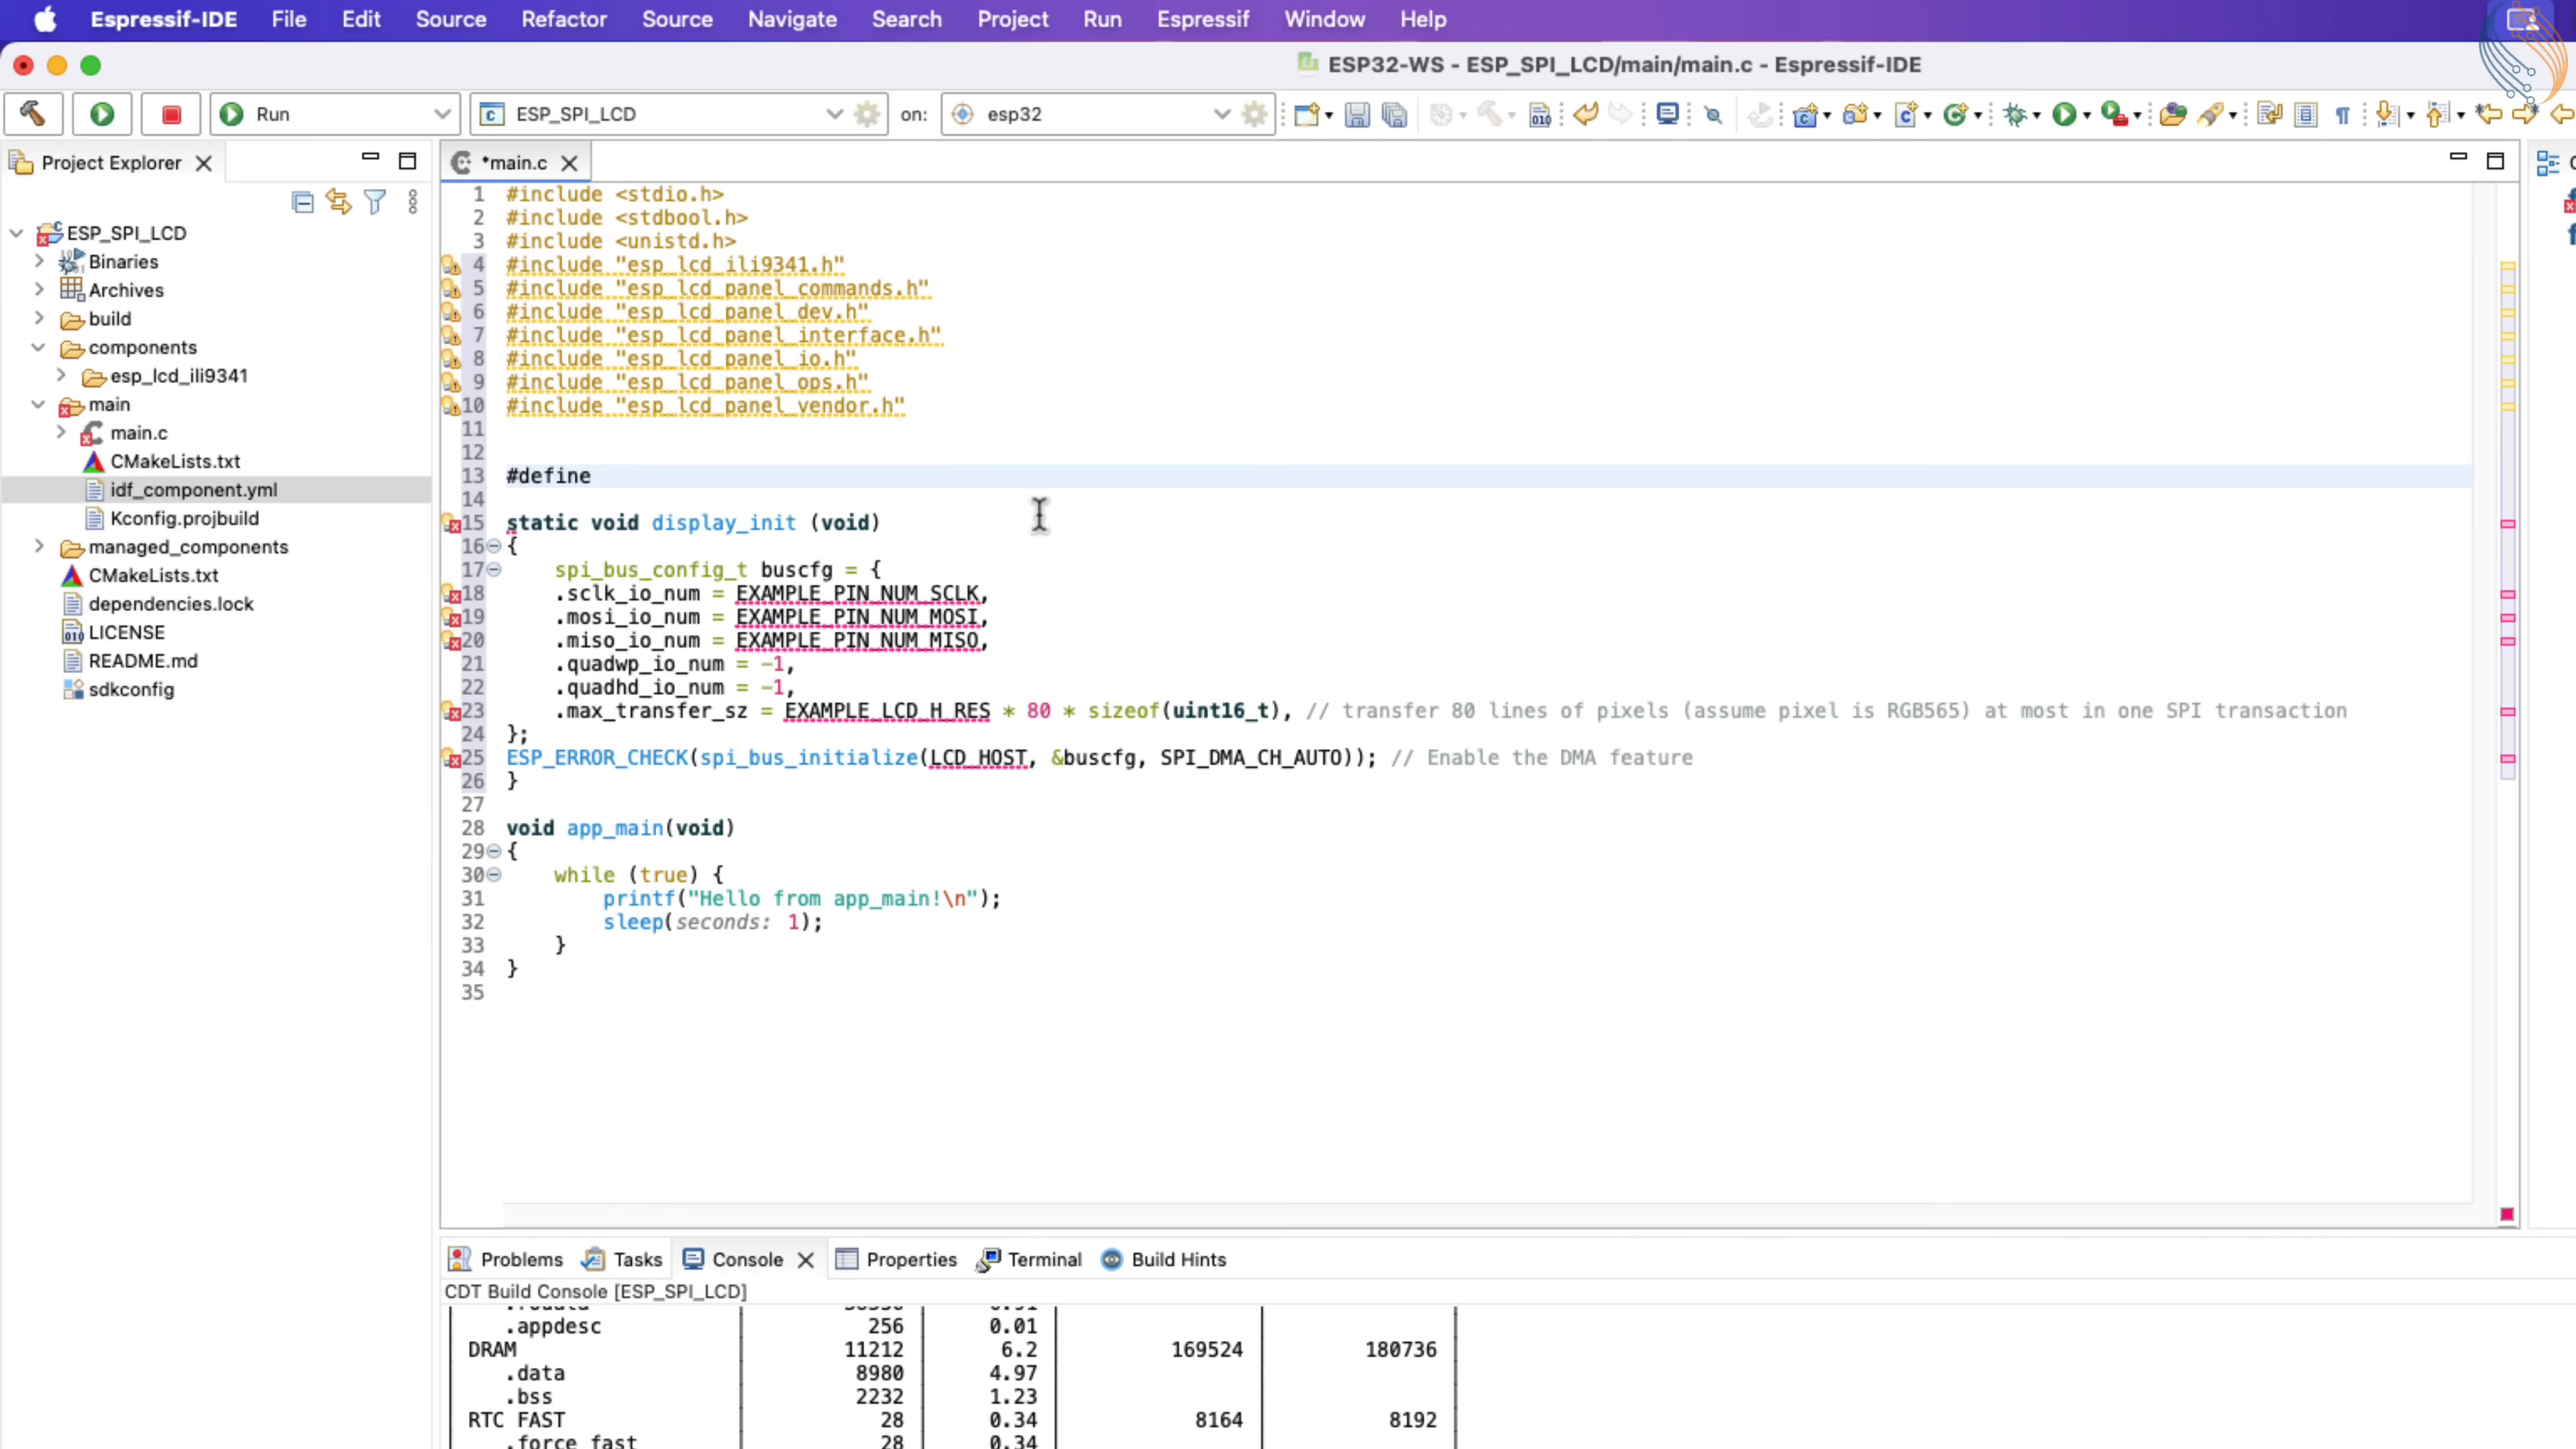 Espressif-IDE File Edit Source Refactor Source Navigate Search Project Run Espressif Window Help
ESP32-WS - ESP_SPI_LCD/main/main.c - Espressif-IDE
Run ESP_SPI_LCD on: esp32
Project Explorer
ESP_SPI_LCD
Binaries
Archives
build
components
esp_lcd_ili9341
main
main.c
CMakeLists.txt
idf_component.yml
Kconfig.projbuild
managed_components
CMakeLists.txt
dependencies.lock
LICENSE
README.md
sdkconfig
*main.c
1 #include <stdio.h>
2 #include <stdbool.h>
3 #include <unistd.h>
4 #include "esp_lcd_ili9341.h"
5 #include "esp_lcd_panel_commands.h"
6 #include "esp_lcd_panel_dev.h"
7 #include "esp_lcd_panel_interface.h"
8 #include "esp_lcd_panel_io.h"
9 #include "esp_lcd_panel_ops.h"
10 #include "esp_lcd_panel_vendor.h"
11
12
13 #define
14
15 static void display_init (void)
16 {
17 spi_bus_config_t buscfg = {
18 .sclk_io_num = EXAMPLE_PIN_NUM_SCLK,
19 .mosi_io_num = EXAMPLE_PIN_NUM_MOSI,
20 .miso_io_num = EXAMPLE_PIN_NUM_MISO,
21 .quadwp_io_num = -1,
22 .quadhd_io_num = -1,
23 .max_transfer_sz = EXAMPLE_LCD_H_RES * 80 * sizeof(uint16_t), // transfer 80 lines of pixels (assume pixel is RGB565) at most in one SPI transaction
24 };
25 ESP_ERROR_CHECK(spi_bus_initialize(LCD_HOST, &buscfg, SPI_DMA_CH_AUTO)); // Enable the DMA feature
26 }
27
28 void app_main(void)
29 {
30 while (true) {
31 printf("Hello from app_main!\n");
32 sleep(seconds: 1);
33 }
34 }
35
Problems Tasks Console Properties Terminal Build Hints
CDT Build Console [ESP_SPI_LCD]
.appdesc 256 0.01
DRAM 11212 6.2 169524 180736
.data 8980 4.97
.bss 2232 1.23
RTC FAST 28 0.34 8164 8192
.force_fast 28 0.34